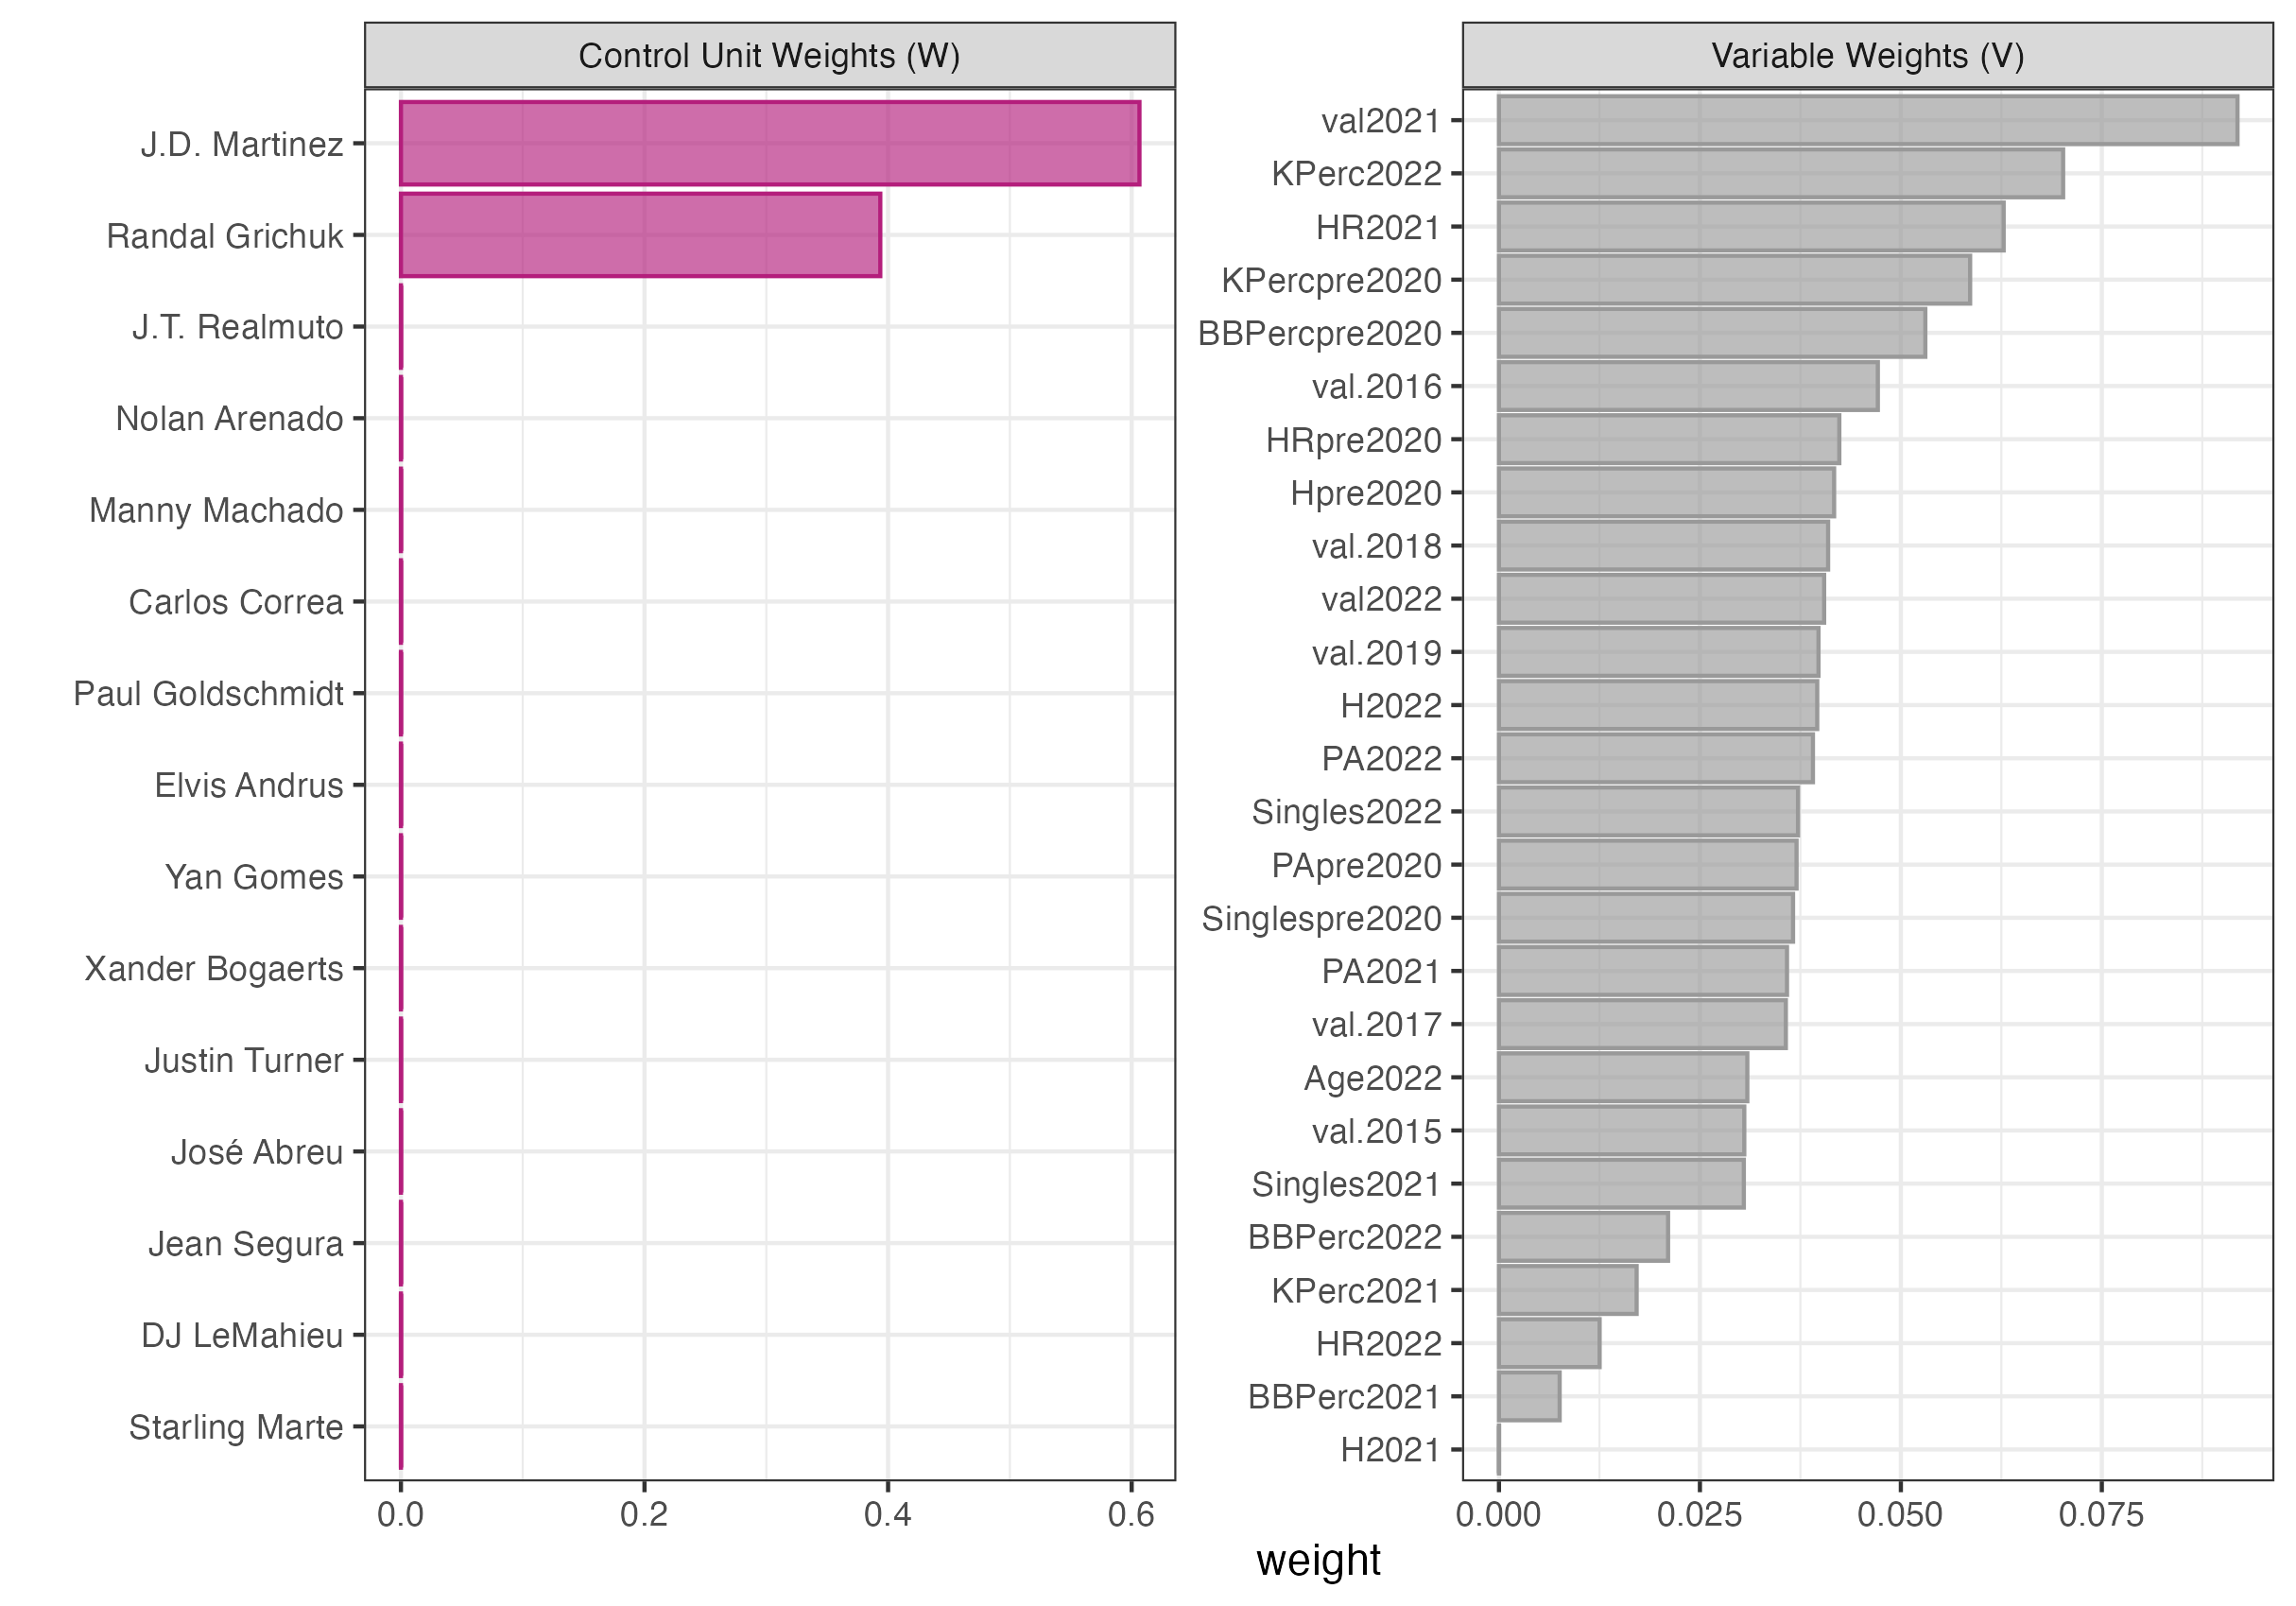 Control Unit Weights (W)
J.D. Martinez
Randal Grichuk
J.T. Realmuto
Nolan Arenado
Manny Machado
Carlos Correa
Paul Goldschmidt
Elvis Andrus
Yan Gomes
Xander Bogaerts
Justin Turner
José Abreu
Jean Segura
DJ LeMahieu
Starling Marte
0.0 0.2 0.4 0.6
Variable Weights (V)
val2021
KPerc2022
HR2021
KPercpre2020
BBPercpre2020
val.2016
HRpre2020
Hpre2020
val.2018
val2022
val.2019
H2022
PA2022
Singles2022
PApre2020
Singlespre2020
PA2021
val.2017
Age2022
val.2015
Singles2021
BBPerc2022
KPerc2021
HR2022
BBPerc2021
H2021
0.000 0.025 0.050 0.075
weight